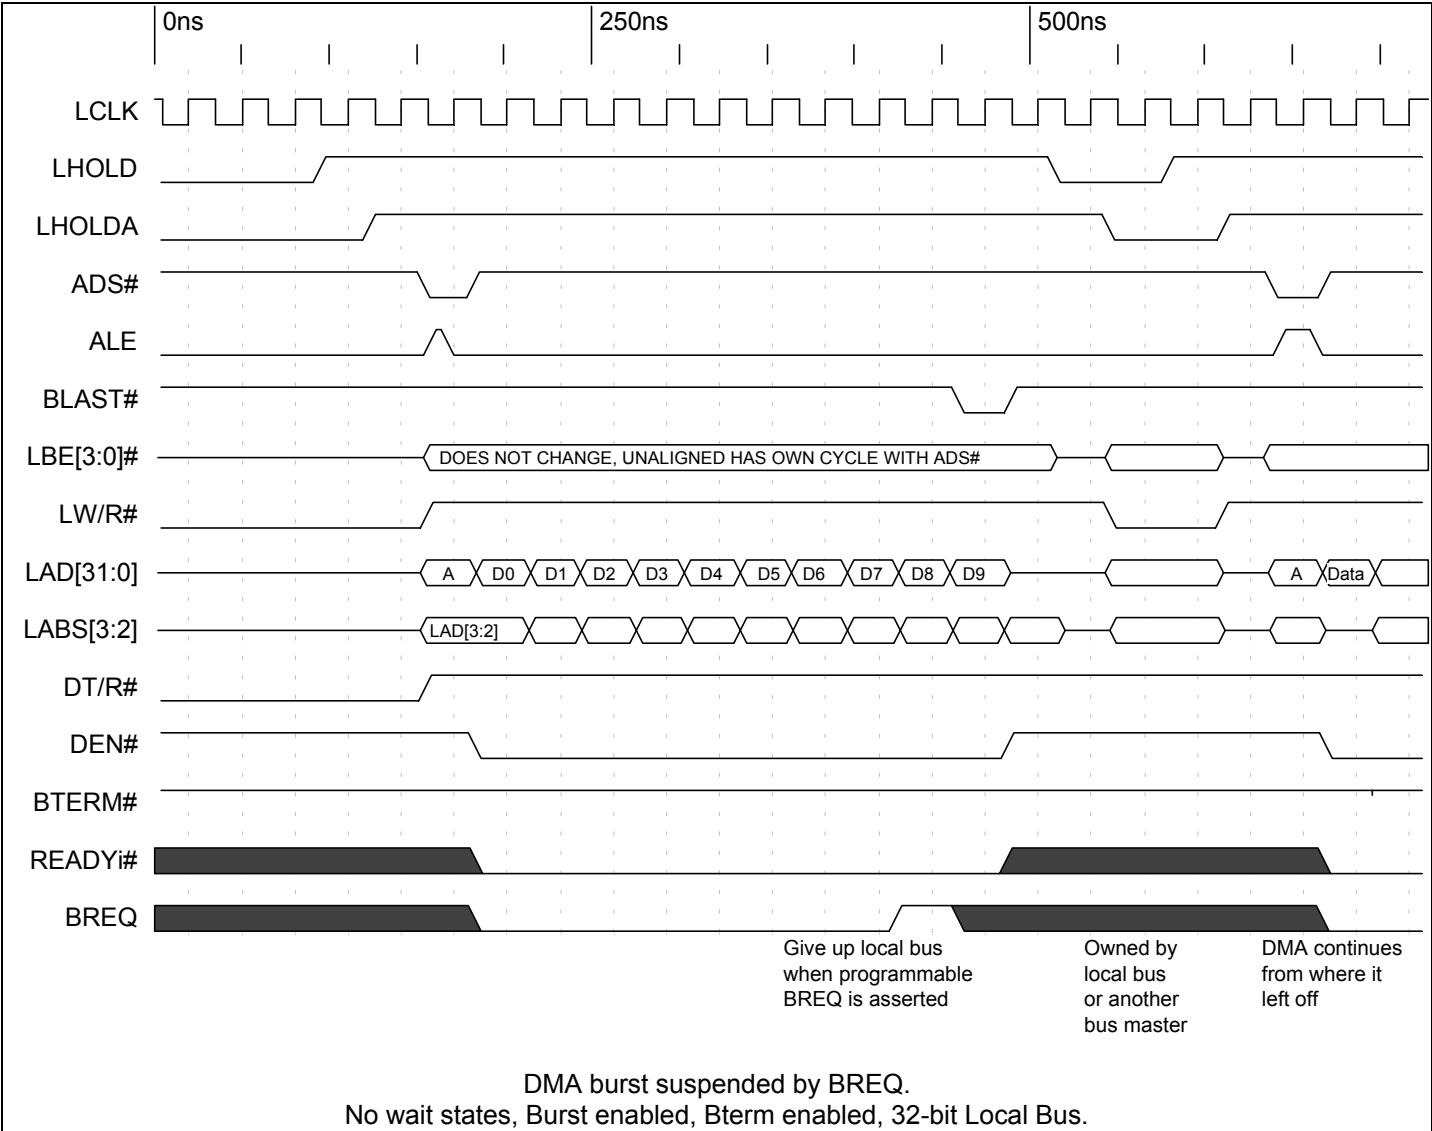 0ns 250ns 500ns
LCLK
LHOLD
LHOLDA
ADS#
ALE
BLAST#
LBE[3:0]# DOES NOT CHANGE, UNALIGNED HAS OWN CYCLE WITH ADS#
LW/R#
LAD[31:0] A D0 D1 D2 D3 D4 D5 D6 D7 D8 D9 A Data
LABS[3:2] LAD[3:2]
DT/R#
DEN#
BTERM#
READYi#
BREQ
Give up local bus
when programmable
BREQ is asserted
Owned by
local bus
or another
bus master
DMA continues
from where it
left off
DMA burst suspended by BREQ.
No wait states, Burst enabled, Bterm enabled, 32-bit Local Bus.